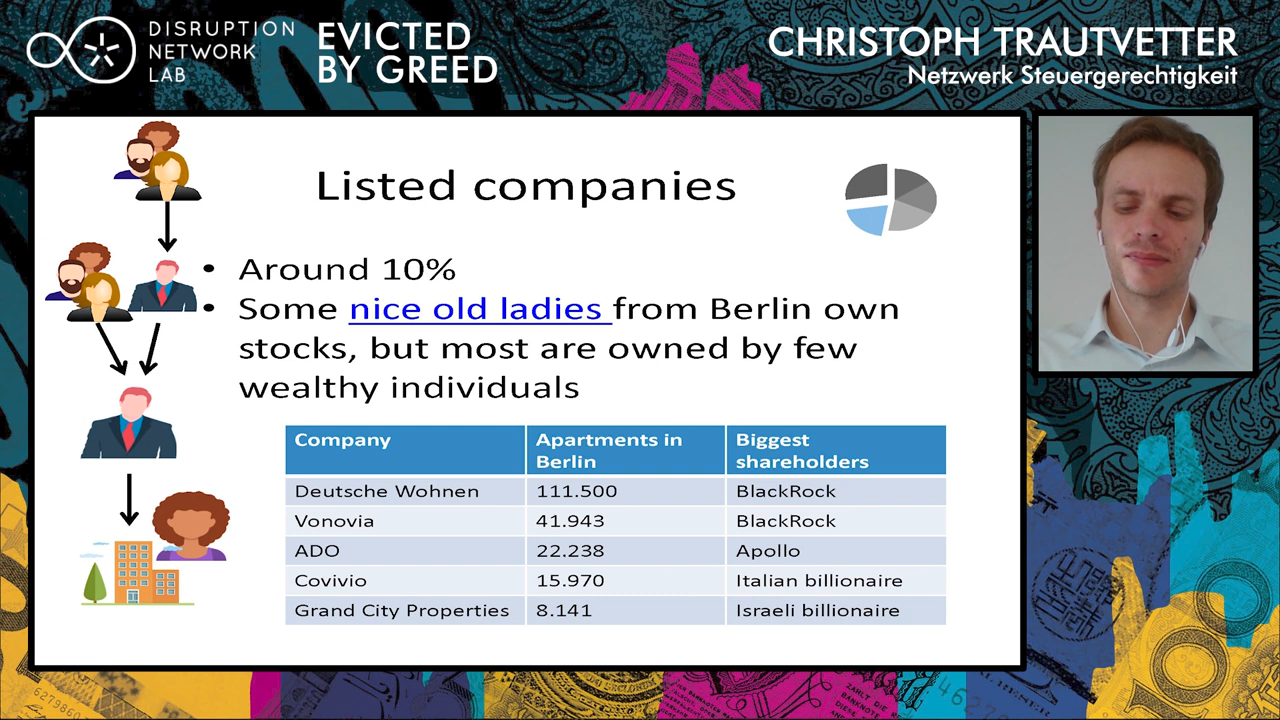 DISRUPTION
NETWORK
LAB
EVICTED
BY GREED
CHRISTOPH TRAUTVETTER
Netzwerk Steuergerechtigkeit
Listed companies
• Around 10%
• Some nice old ladies from Berlin own
stocks, but most are owned by few
wealthy individuals
Company Apartments in Berlin Biggest shareholders
Deutsche Wohnen 111.500 BlackRock
Vonovia 41.943 BlackRock
ADO 22.238 Apollo
Covivio 15.970 Italian billionaire
Grand City Properties 8.141 Israeli billionaire